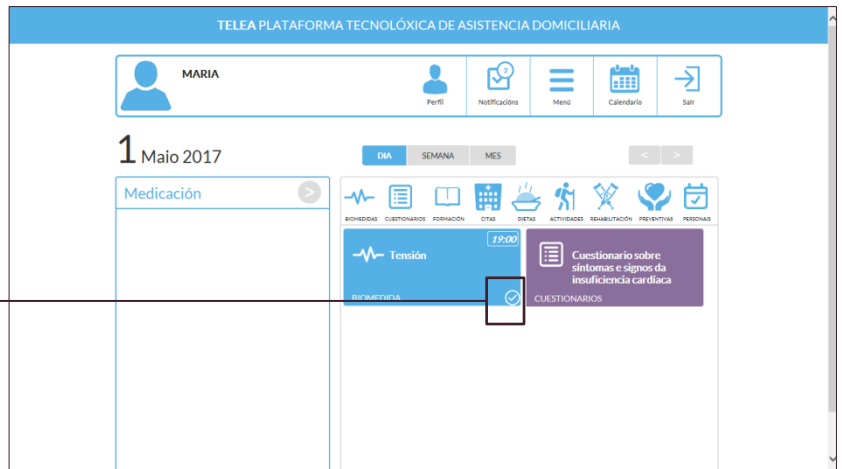 TELEA PLATAFORMA TECNOLÓXICA DE ASISTENCIA DOMICILIARIA
MARIA
2
Perfil
Notificacións
Menú
Calendario
Saír
1 Maio 2017
DIA
SEMANA
MES
<
>
Medicación
>
BIOMEDIDAS
CUESTIONARIOS
FORMACIÓN
CITAS
DIETAS
ACTIVIDADES
REHABILITACIÓN
PREVENTIVAS
PERSONAIS
19:00
Tensión
BIOMEDIDA
Cuestionario sobre
síntomas e signos da
insuficiencia cardíaca
CUESTIONARIOS